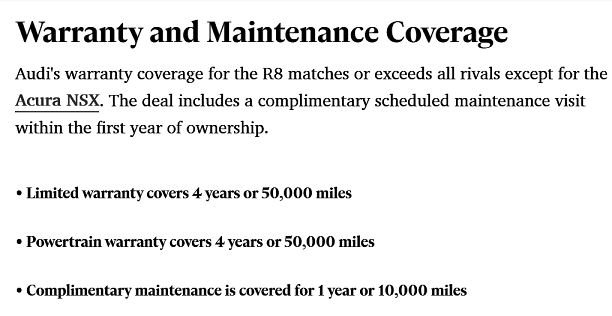 Warranty and Maintenance Coverage
Audi's warranty coverage for the R8 matches or exceeds all rivals except for the
Acura NSX. The deal includes a complimentary scheduled maintenance visit
within the first year of ownership.
• Limited warranty covers 4 years or 50,000 miles
• Powertrain warranty covers 4 years or 50,000 miles
• Complimentary maintenance is covered for 1 year or 10,000 miles